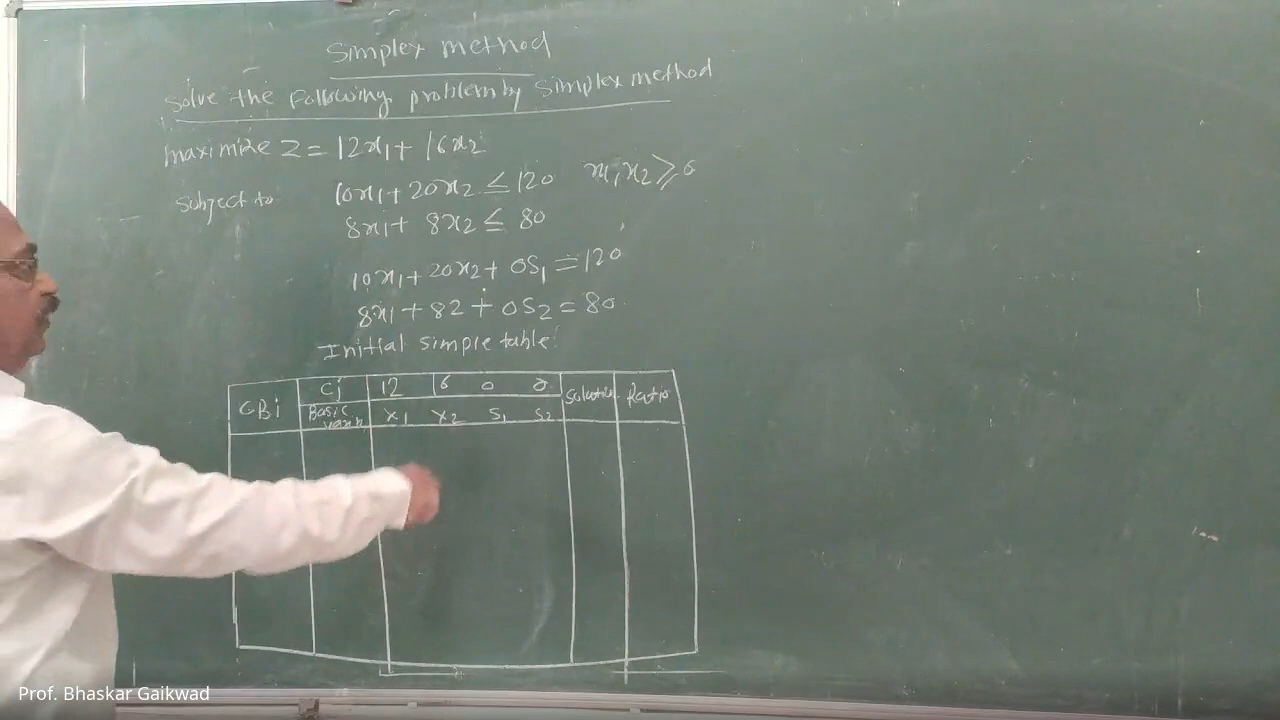 Simplex method
Solve the following problem by simplex method
maximize Z = 12x1 + 16x2
Subject to 10x1 + 20x2 ≤ 120 x1, x2 ≥ 0
8x1 + 8x2 ≤ 80
10x1 + 20x2 + 0S1 = 120
8x1 + 82 + 0S2 = 80
Initial simple table:
CBi Cj 12 16 0 0 Solution Ratio
Basic varib X1 X2 S1 S2
Prof. Bhaskar Gaikwad